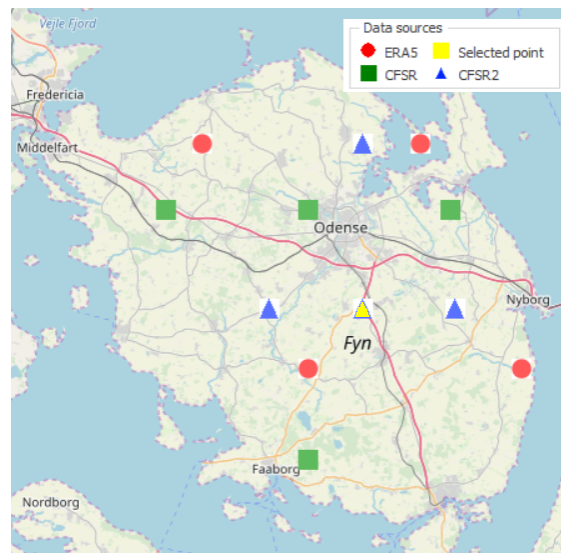 Vejle Fjord
Data sources
ERA5
Selected point
CFSR
CFSR2
Fredericia
Middelfart
Odense
Nyborg
Fyn
Faaborg
Nordborg